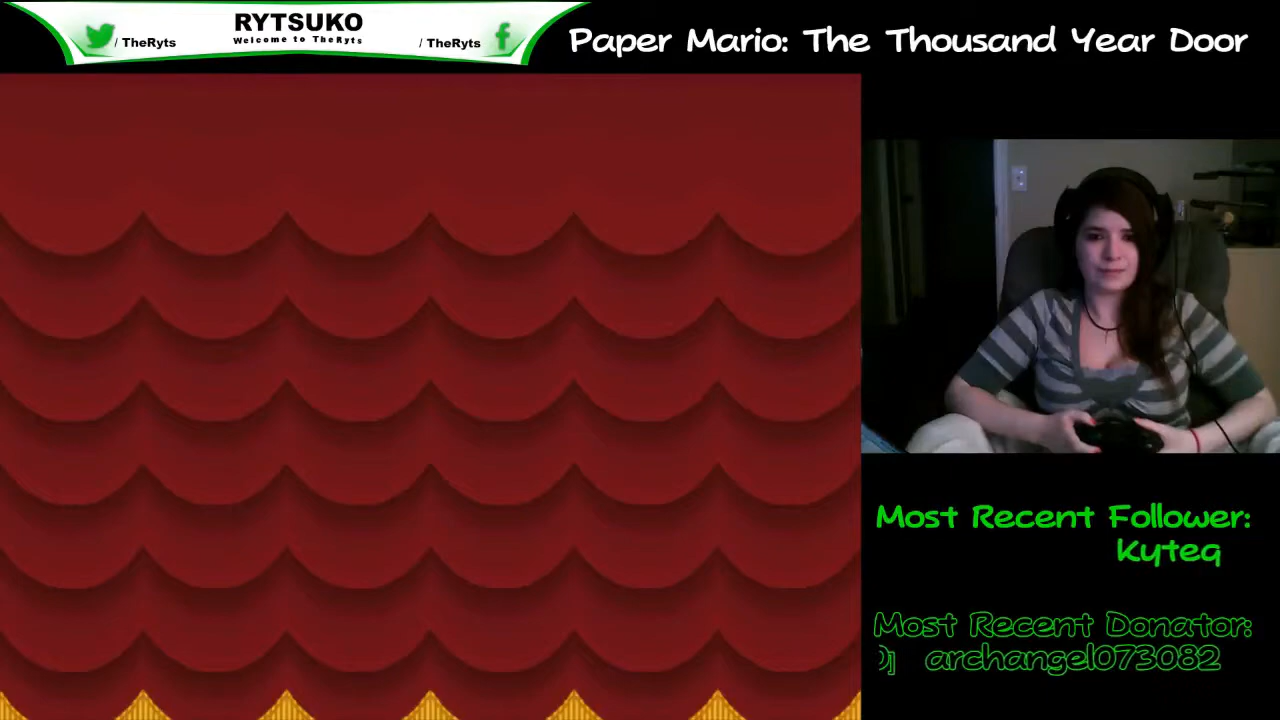 RYTSUKO
Welcome to TheRyts
/ TheRyts
/ TheRyts
Paper Mario: The Thousand Year Door
Most Recent Follower:
Kyteq
Most Recent Donator:
archangel073082